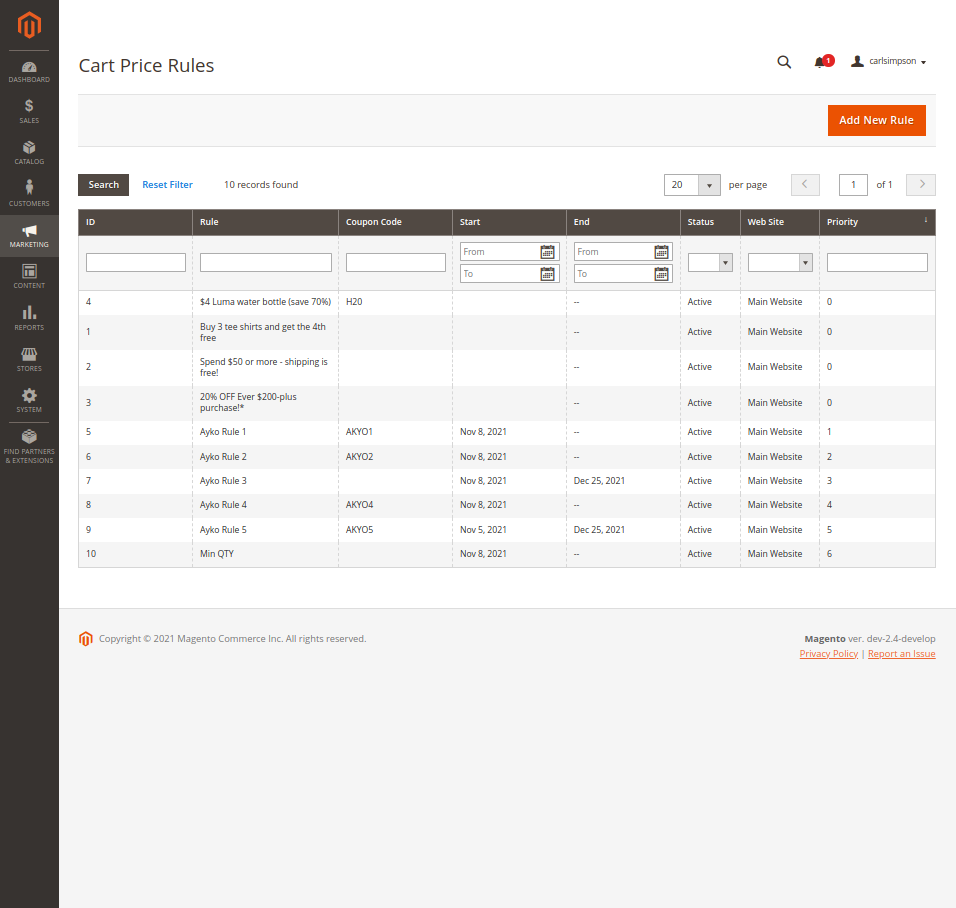 Cart Price Rules
1
carlsimpson
DASHBOARD
SALES
CATALOG
CUSTOMERS
MARKETING
CONTENT
REPORTS
STORES
SYSTEM
FIND PARTNERS
& EXTENSIONS
Add New Rule
Search Reset Filter 10 records found 20 per page 1 of 1
ID Rule Coupon Code Start End Status Web Site Priority ↓
From From
To To
4 $4 Luma water bottle (save 70%) H20 -- Active Main Website 0
1 Buy 3 tee shirts and get the 4th free -- Active Main Website 0
2 Spend $50 or more - shipping is free! -- Active Main Website 0
3 20% OFF Ever $200-plus purchase!* -- Active Main Website 0
5 Ayko Rule 1 AKYO1 Nov 8, 2021 -- Active Main Website 1
6 Ayko Rule 2 AKYO2 Nov 8, 2021 -- Active Main Website 2
7 Ayko Rule 3 Nov 8, 2021 Dec 25, 2021 Active Main Website 3
8 Ayko Rule 4 AKYO4 Nov 8, 2021 -- Active Main Website 4
9 Ayko Rule 5 AKYO5 Nov 5, 2021 Dec 25, 2021 Active Main Website 5
10 Min QTY Nov 8, 2021 -- Active Main Website 6
Copyright © 2021 Magento Commerce Inc. All rights reserved.
Magento ver. dev-2.4-develop
Privacy Policy | Report an Issue